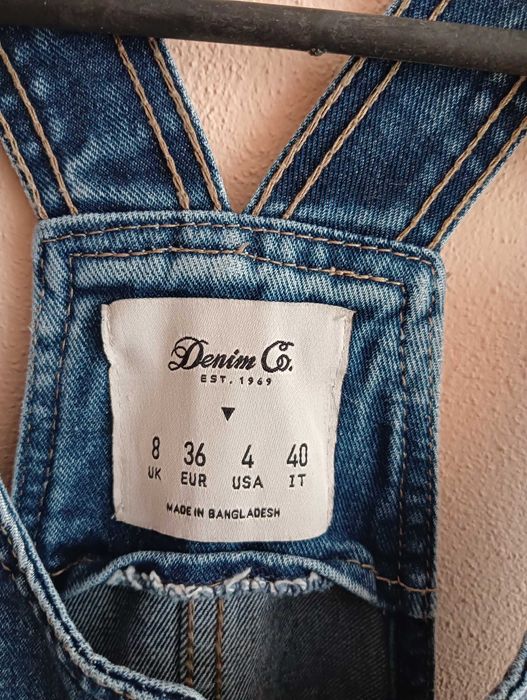 Denim Co.
EST. 1969
8 36 4 40
UK EUR USA IT
MADE IN BANGLADESH